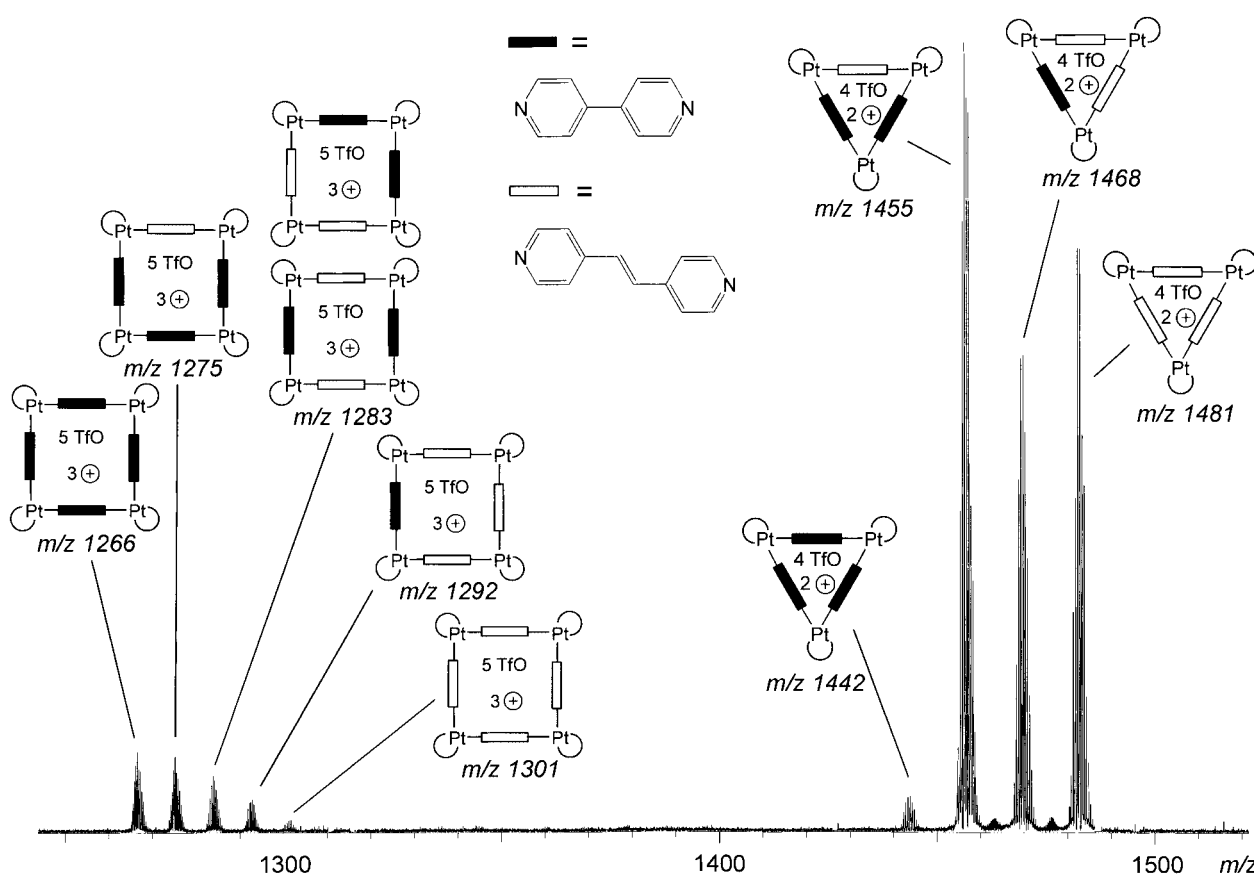 =
N
N
=
N
N
Pt
Pt
5 TfO
3 +
Pt
Pt
Pt
Pt
5 TfO
3 +
Pt
Pt
m/z 1283
Pt
Pt
5 TfO
3 +
Pt
Pt
m/z 1275
Pt
Pt
5 TfO
3 +
Pt
Pt
m/z 1266
Pt
Pt
5 TfO
3 +
Pt
Pt
m/z 1292
Pt
Pt
5 TfO
3 +
Pt
Pt
m/z 1301
Pt
Pt
4 TfO
2 +
Pt
m/z 1455
Pt
Pt
4 TfO
2 +
Pt
m/z 1468
Pt
Pt
4 TfO
2 +
Pt
m/z 1481
Pt
Pt
4 TfO
2 +
Pt
m/z 1442
1300
1400
1500
m/z